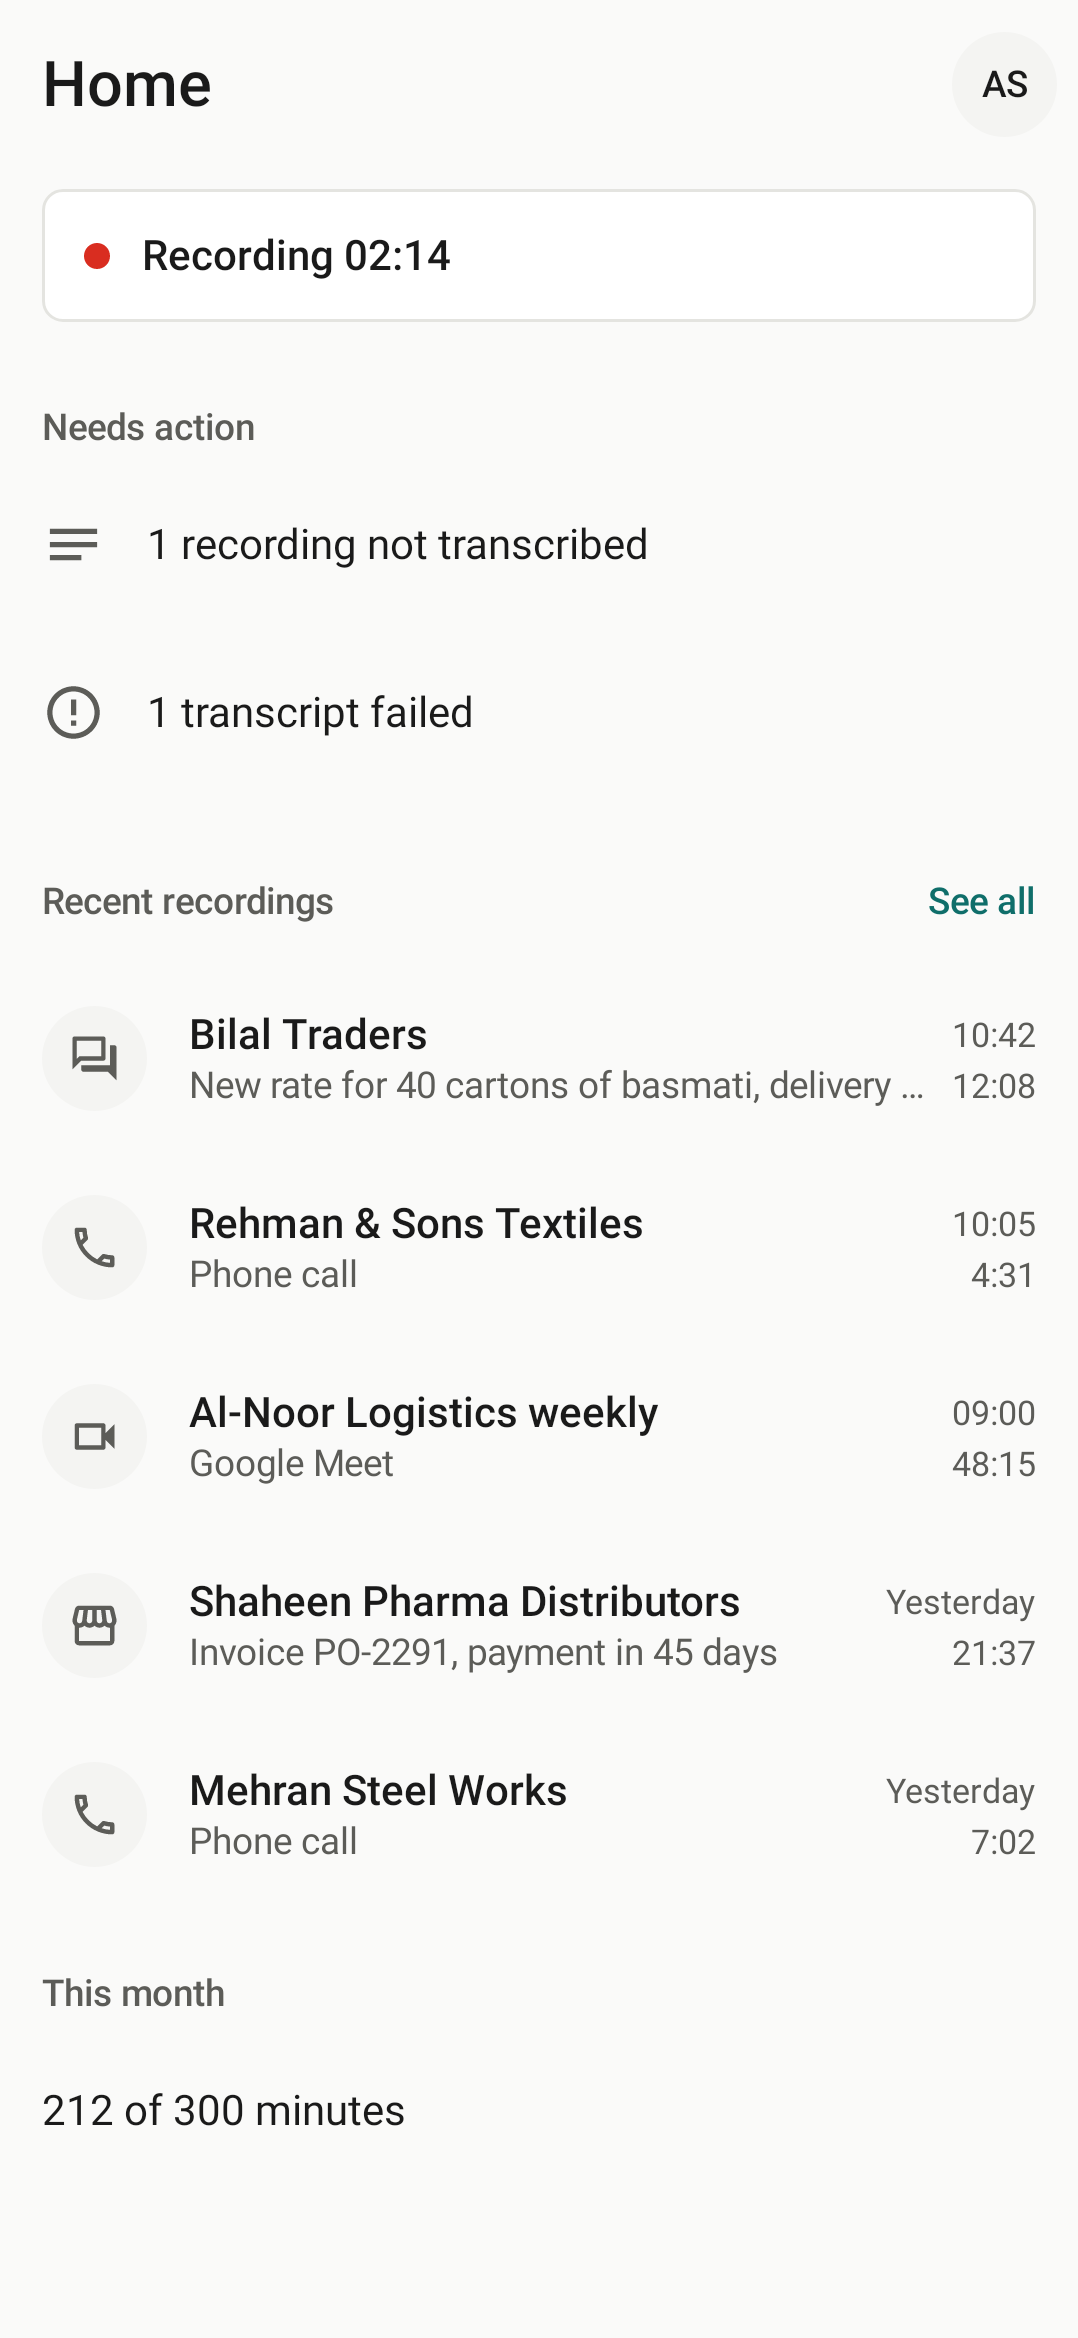 Home
AS
Recording 02:14
Needs action
1 recording not transcribed
1 transcript failed
Recent recordings
See all
Bilal Traders
10:42
New rate for 40 cartons of basmati, delivery ...
12:08
Rehman & Sons Textiles
10:05
Phone call
4:31
Al-Noor Logistics weekly
09:00
Google Meet
48:15
Shaheen Pharma Distributors
Yesterday
Invoice PO-2291, payment in 45 days
21:37
Mehran Steel Works
Yesterday
Phone call
7:02
This month
212 of 300 minutes